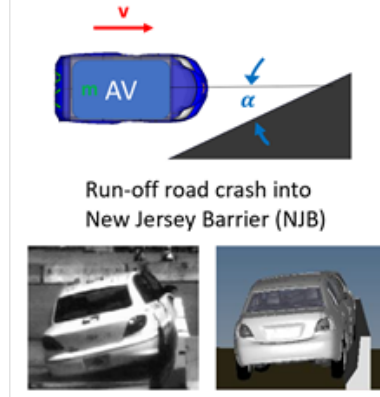 v
m AV
α
Run-off road crash into
New Jersey Barrier (NJB)